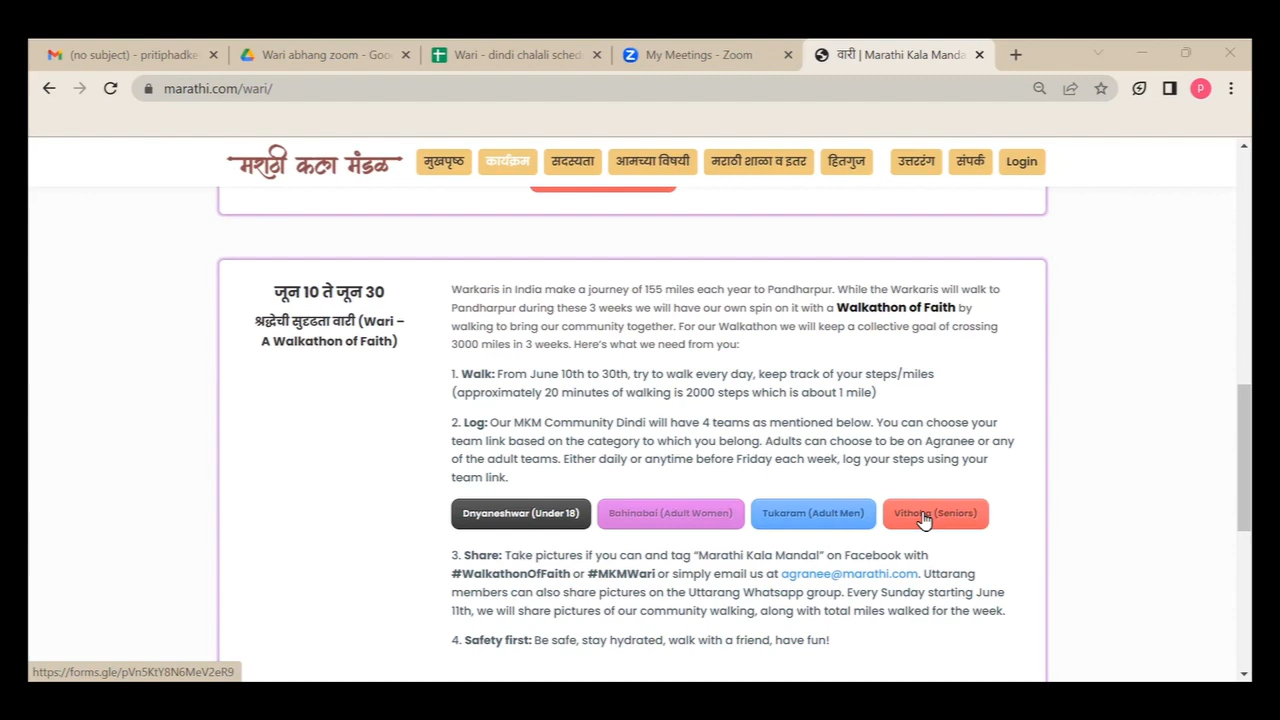 (no subject) - pritiphadke
Wari abhang zoom - Goo
Wari - dindi chalali sched
My Meetings - Zoom
वारी | Marathi Kala Manda
marathi.com/wari/
P
मराठी कला मंडळ
मुखपृष्ठ
कार्यक्रम
सदस्यता
आमच्या विषयी
मराठी शाळा व इतर
हितगुज
उत्तररंग
संपर्क
Login
जून 10 ते जून 30
श्रद्धेची सुदृढता वारी (Wari –
A Walkathon of Faith)
Warkaris in India make a journey of 155 miles each year to Pandharpur. While the Warkaris will walk to
Pandharpur during these 3 weeks we will have our own spin on it with a Walkathon of Faith by
walking to bring our community together. For our Walkathon we will keep a collective goal of crossing
3000 miles in 3 weeks. Here’s what we need from you:
1. Walk: From June 10th to 30th, try to walk every day, keep track of your steps/miles
(approximately 20 minutes of walking is 2000 steps which is about 1 mile)
2. Log: Our MKM Community Dindi will have 4 teams as mentioned below. You can choose your
team link based on the category to which you belong. Adults can choose to be on Agranee or any
of the adult teams. Either daily or anytime before Friday each week, log your steps using your
team link.
Dnyaneshwar (Under 18)
Bahinabai (Adult Women)
Tukaram (Adult Men)
(Seniors)
3. Share: Take pictures if you can and tag “Marathi Kala Mandal” on Facebook with
#WalkathonOfFaith or #MKMWari or simply email us at agranee@marathi.com. Uttarang
members can also share pictures on the Uttarang Whatsapp group. Every Sunday starting June
11th, we will share pictures of our community walking, along with total miles walked for the week.
4. Safety first: Be safe, stay hydrated, walk with a friend, have fun!
https://forms.gle/pVn5KtY8N6MeV2eR9